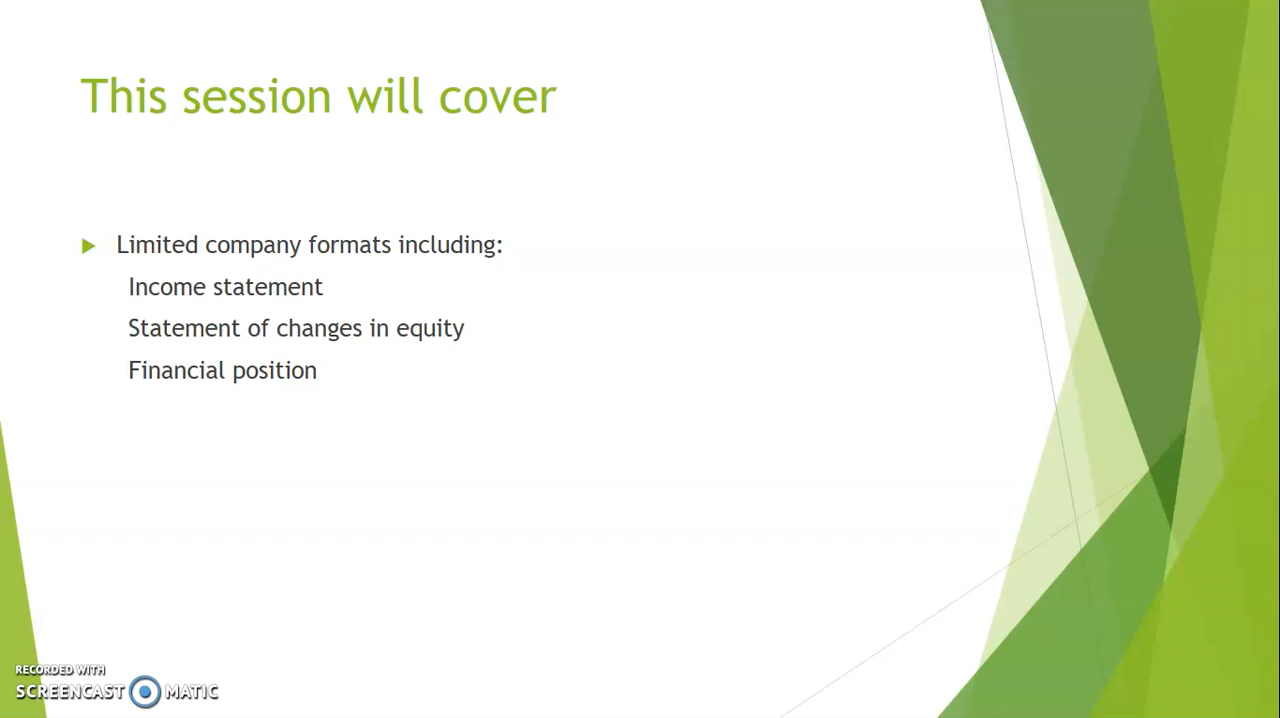 This session will cover
Limited company formats including:
Income statement
Statement of changes in equity
Financial position
RECORDED WITH
SCREENCAST MATIC